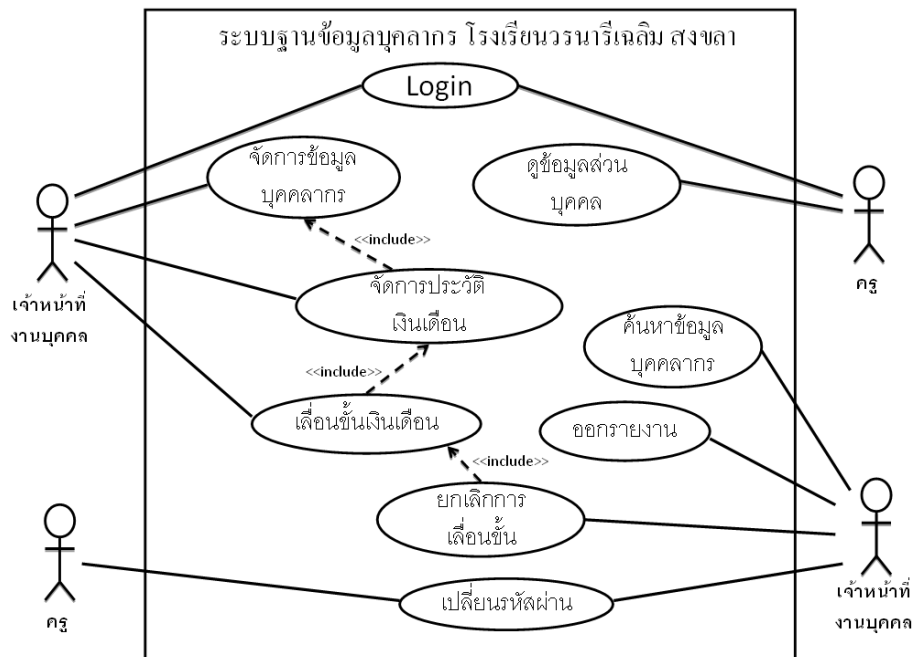 ระบบฐานข้อมูลบุคลากร โรงเรียนวรนารีเฉลิม สงขลา
Login
จัดการข้อมูล
บุคคลากร
ดูข้อมูลส่วน
บุคคล
<<include>>
จัดการประวัติ
เงินเดือน
เจ้าหน้าที่
งานบุคคล
ครู
ค้นหาข้อมูล
บุคคลากร
<<include>>
เลื่อนขั้นเงินเดือน
ออกรายงาน
<<include>>
ยกเลิกการ
เลื่อนขั้น
เปลี่ยนรหัสผ่าน
ครู
เจ้าหน้าที่
งานบุคคล